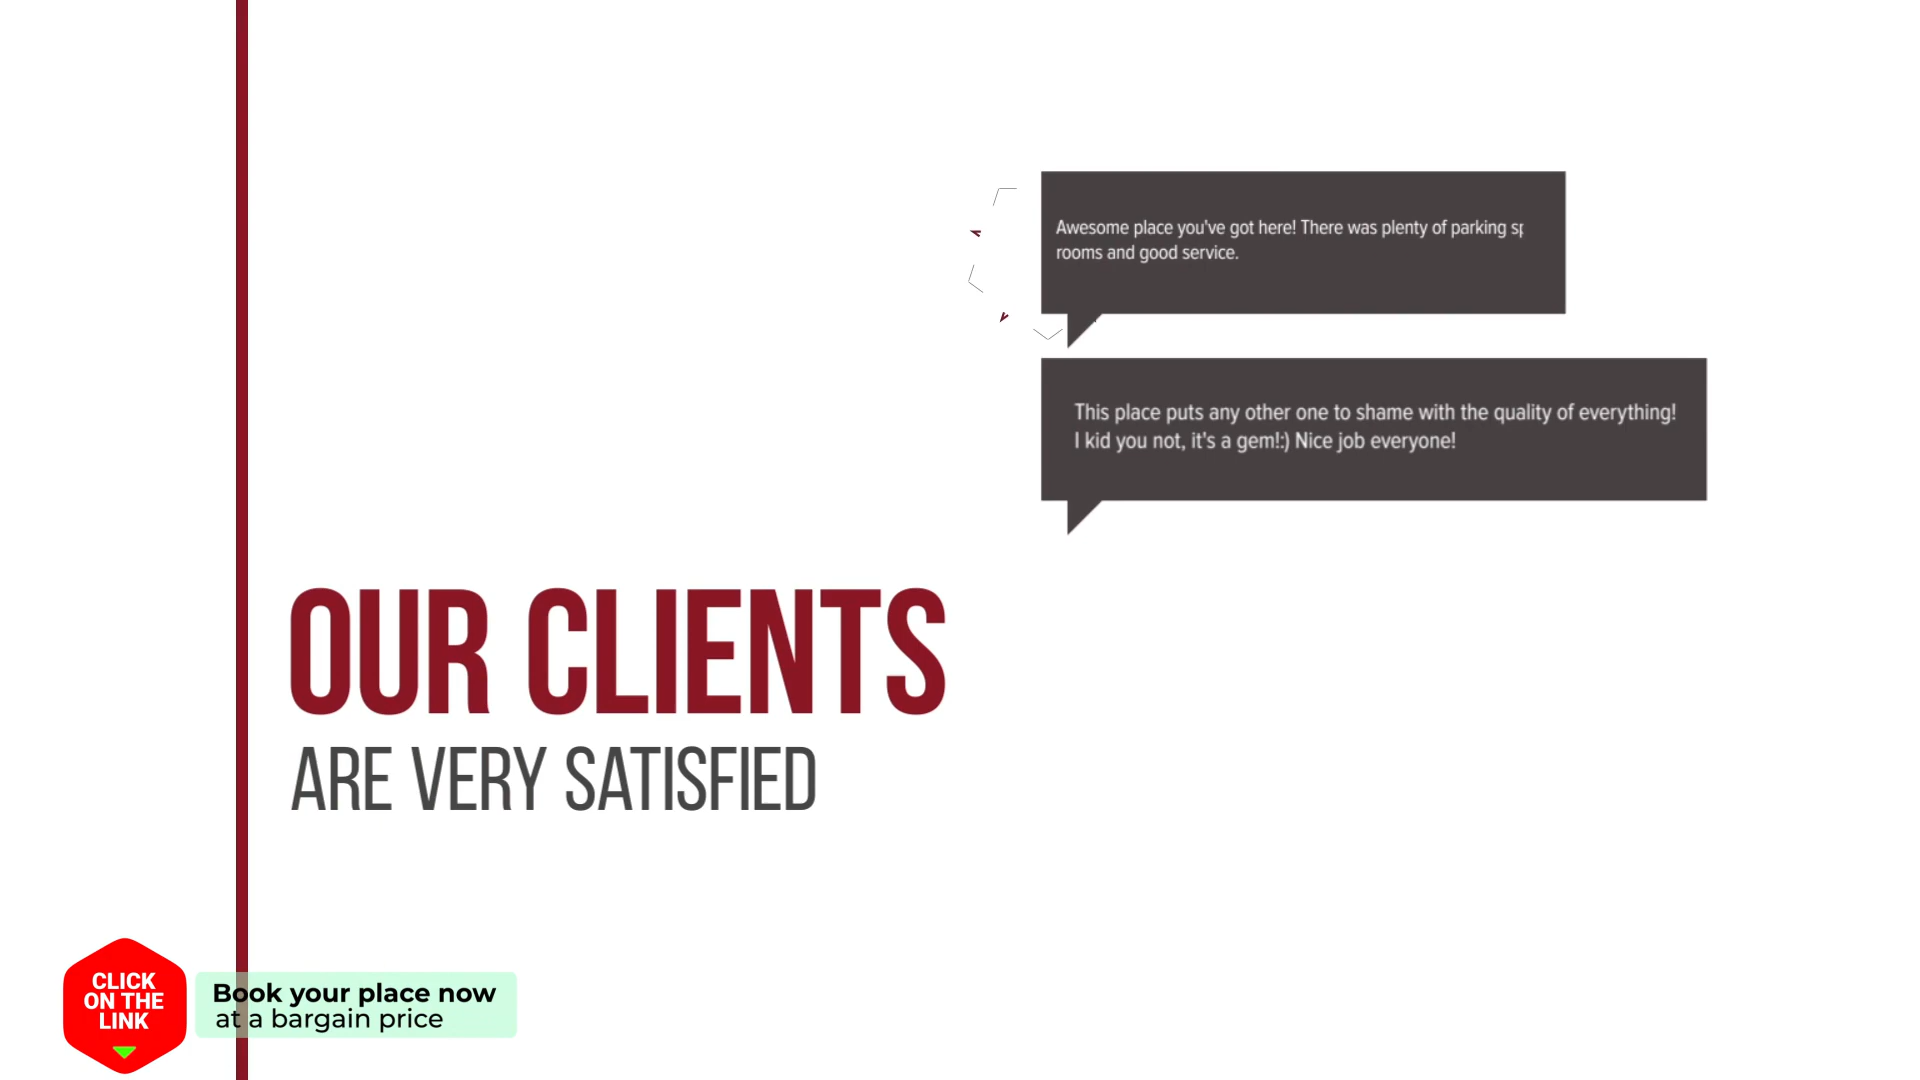 Awesome place you've got here! There was plenty of parking
rooms and good service.
This place puts any other one to shame with the quality of everything!
I kid you not, it's a gem!:) Nice job everyone!
OUR CLIENTS
ARE VERY SATISFIED
CLICK
ON THE
LINK
Book your place now
at a bargain price